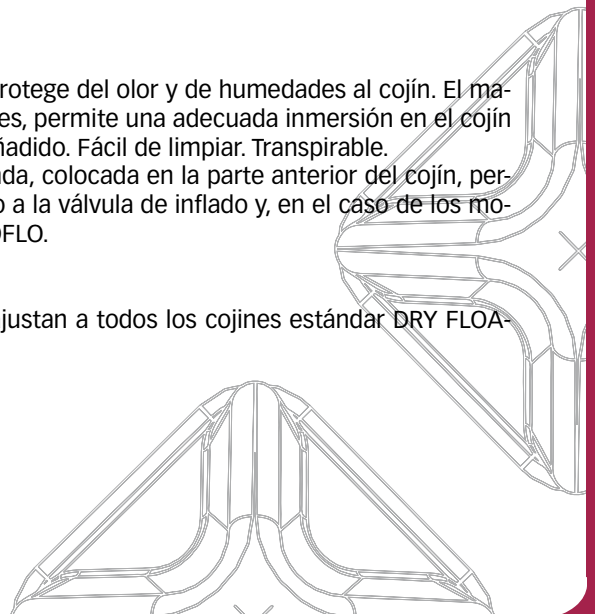 rotege del olor y de humedades al cojín. El ma-
es, permite una adecuada inmersión en el cojín
ñadido. Fácil de limpiar. Transpirable.
da, colocada en la parte anterior del cojín, per-
o a la válvula de inflado y, en el caso de los mo-
OFLO.
justan a todos los cojines estándar DRY FLOA-